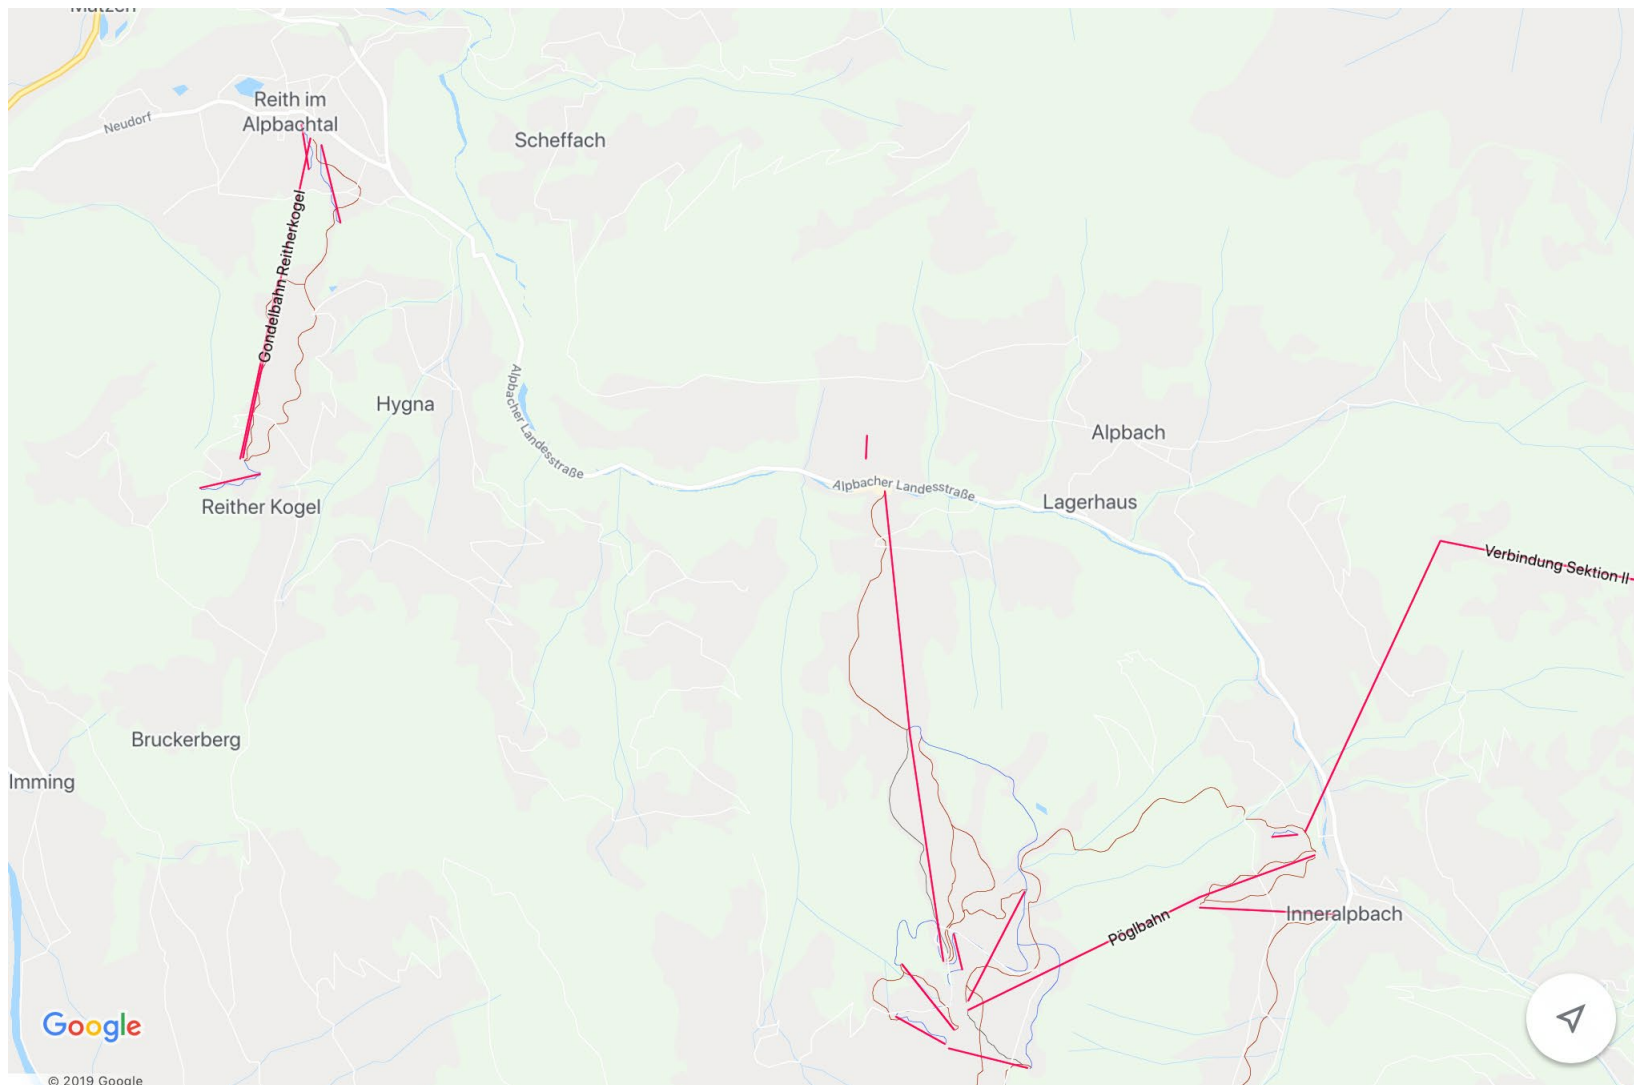 Matzen
Reith im
Alpbachtal
Neudorf
Scheffach
Gondelbahn Reitherkogel
Hygna
Alpbacher Landesstraße
Alpbach
Alpbacher Landesstraße
Lagerhaus
Reither Kogel
Verbindung Sektion II
Bruckerberg
Imming
Inneralpbach
Pöglbahn
Google
© 2019 Google